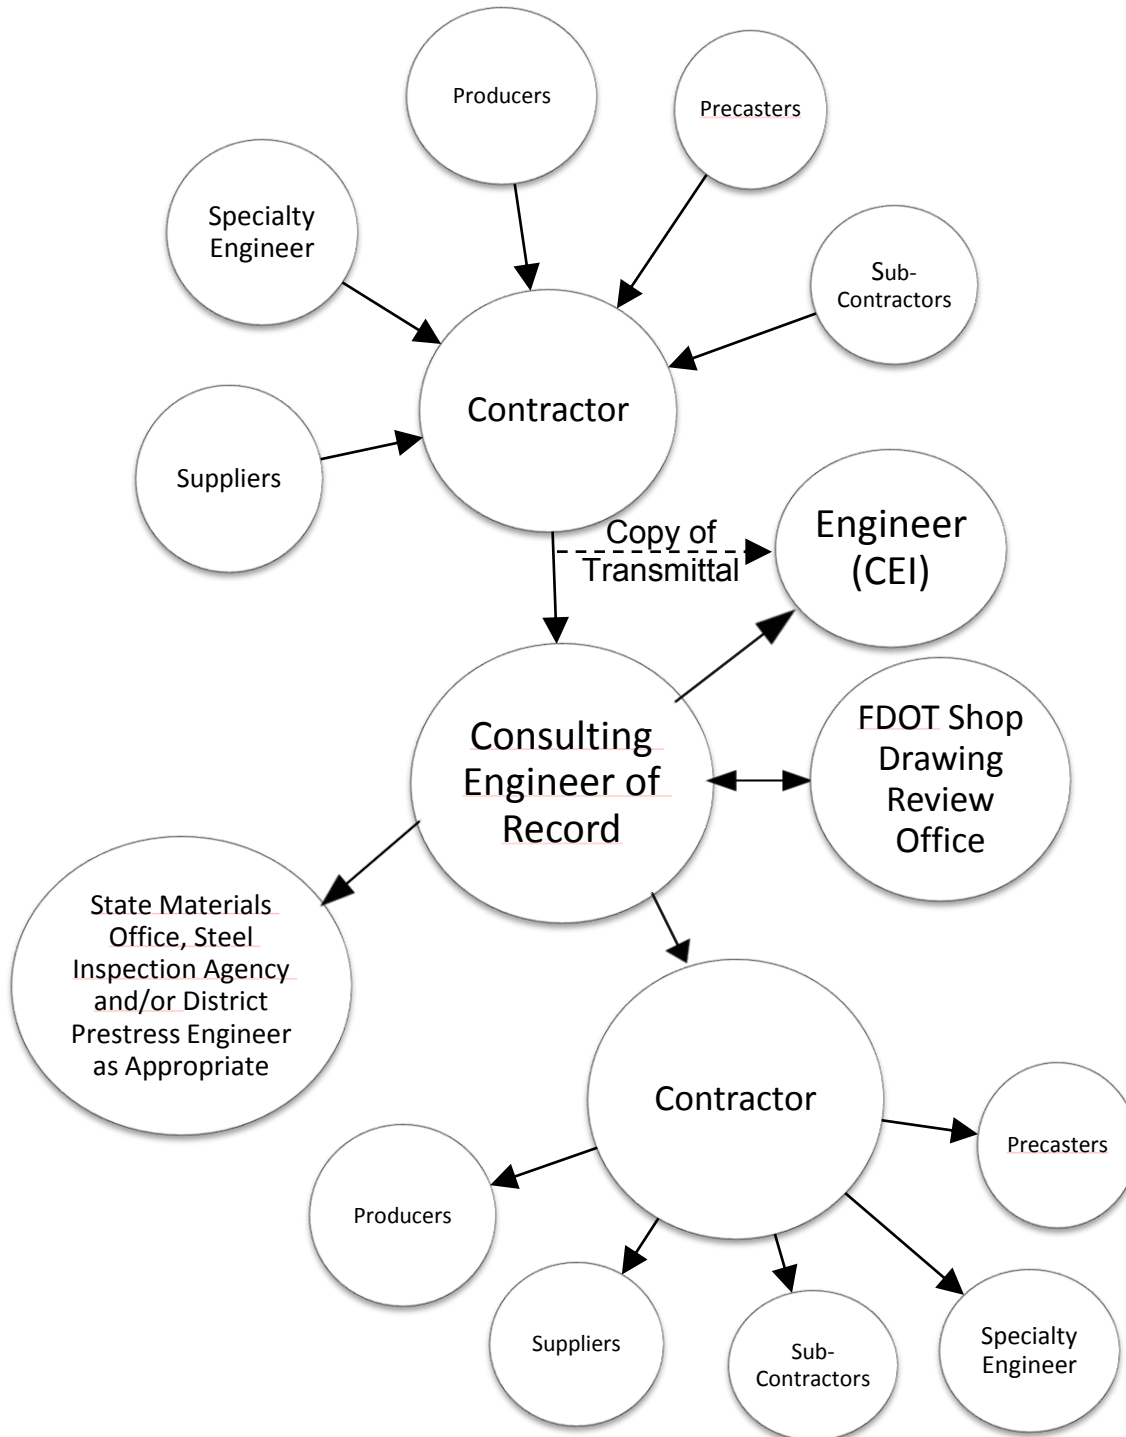 Producers
Precasters
Specialty
Engineer
Sub-
Contractors
Contractor
Suppliers
Copy of
Transmittal
Engineer
(CEI)
Consulting
Engineer of
Record
FDOT Shop
Drawing
Review
Office
State Materials
Office, Steel
Inspection Agency
and/or District
Prestress Engineer
as Appropriate
Contractor
Precasters
Producers
Suppliers
Sub-
Contractors
Specialty
Engineer